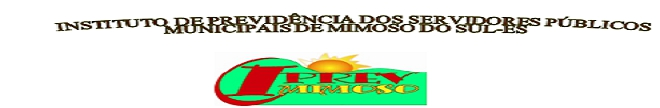 INSTITUTO DE PREVIDÊNCIA DOS SERVIDORES PÚBLICOS
MUNICIPAIS DE MIMOSO DO SUL-ES
IPREV
MIMOSO